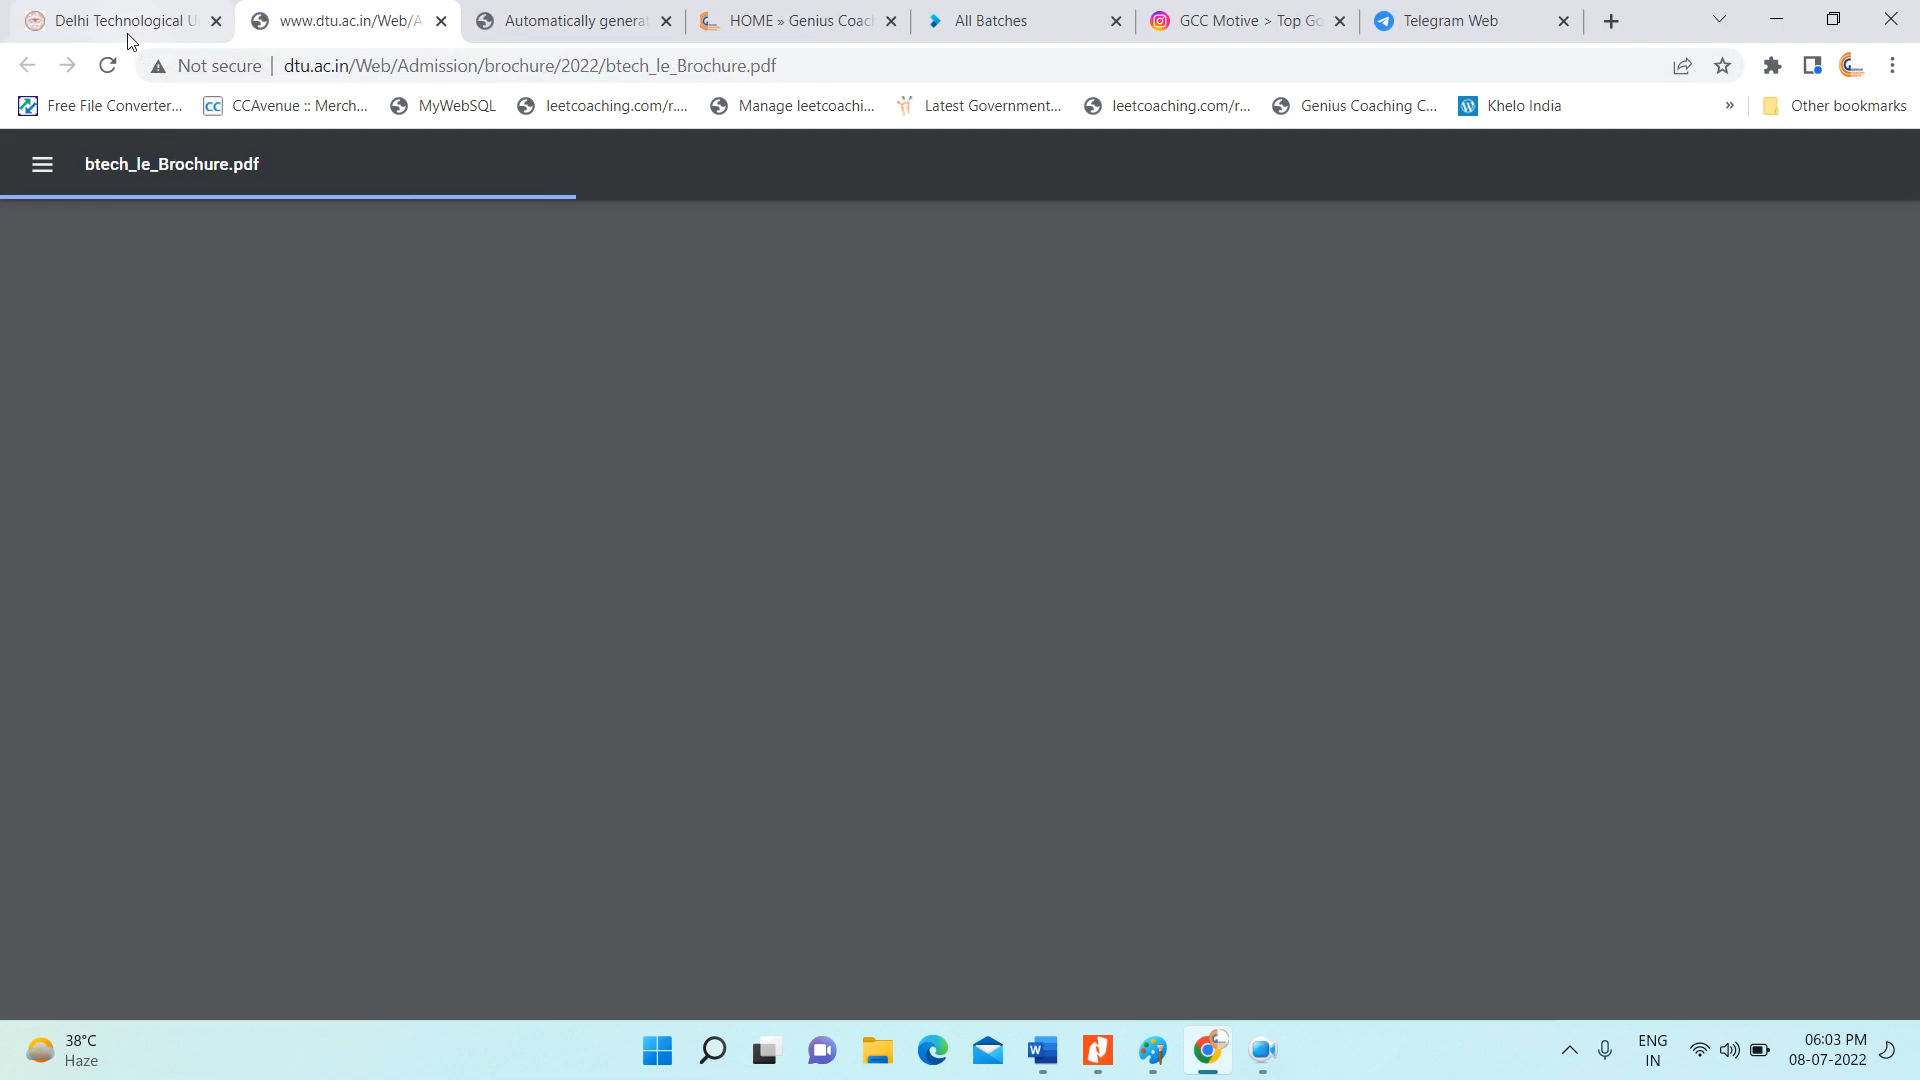 Delhi Technological U
www.dtu.ac.in/Web/A
Automatically generat
HOME » Genius Coach
All Batches
GCC Motive > Top Go
Telegram Web
Not secure
dtu.ac.in/Web/Admission/brochure/2022/btech_le_Brochure.pdf
Free File Converter...
CC
CCAvenue :: Merch...
MyWebSQL
leetcoaching.com/r....
Manage leetcoachi...
Latest Government...
leetcoaching.com/r...
Genius Coaching C...
Khelo India
»
Other bookmarks
btech_le_Brochure.pdf
38°C
Haze
ENG
IN
06:03 PM
08-07-2022